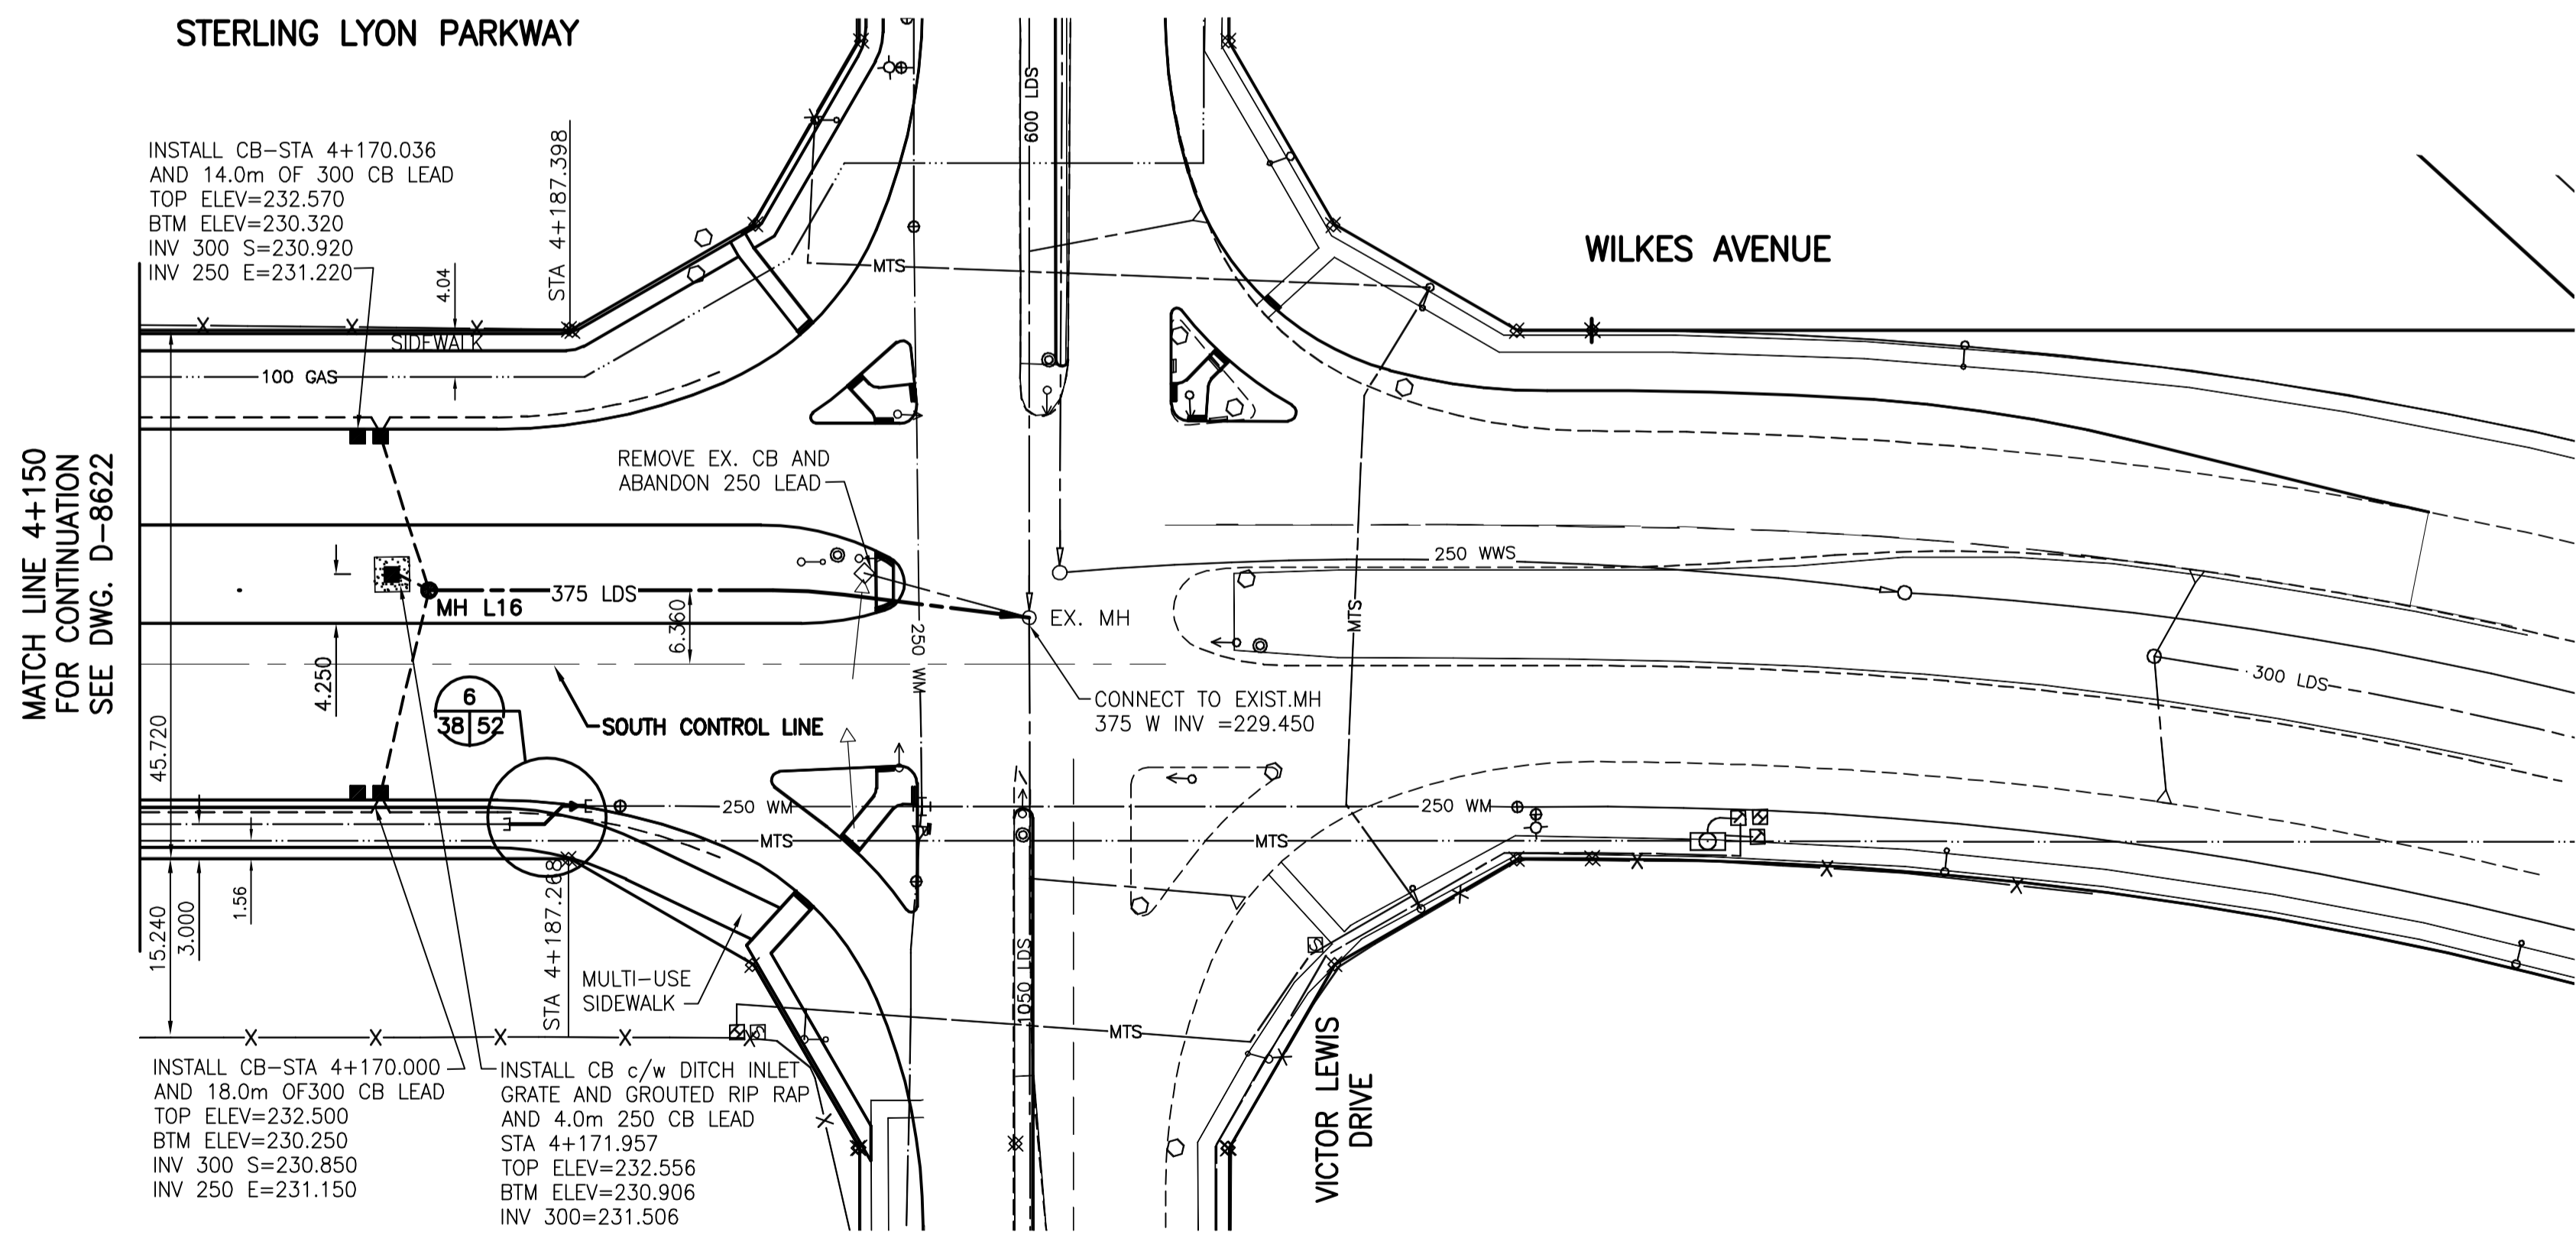 STERLING LYON PARKWAY
INSTALL CB-STA 4+170.036
AND 14.0m OF 300 CB LEAD
TOP ELEV=232.570
BTM ELEV=230.320
INV 300 S=230.920
INV 250 E=231.220
4.04
STA 4+187.398
600 LDS
MTS
WILKES AVENUE
SIDEWALK
100 GAS
MATCH LINE 4+150
FOR CONTINUATION
SEE DWG. D-8622
REMOVE EX. CB AND
ABANDON 250 LEAD
250 WWS
375 LDS
MH L16
6.360
EX. MH
MTS
250 WM
4.250
300 LDS
6
38 52
SOUTH CONTROL LINE
CONNECT TO EXIST.MH
375 W INV =229.450
45.720
250 WM
250 WM
MTS
MTS
15.240
3.000
1.56
STA 4+187.268
MULTI-USE
SIDEWALK
1050 LDS
MTS
S
S
VICTOR LEWIS
DRIVE
INSTALL CB-STA 4+170.000
AND 18.0m OF300 CB LEAD
TOP ELEV=232.500
BTM ELEV=230.250
INV 300 S=230.850
INV 250 E=231.150
INSTALL CB c/w DITCH INLET
GRATE AND GROUTED RIP RAP
AND 4.0m 250 CB LEAD
STA 4+171.957
TOP ELEV=232.556
BTM ELEV=230.906
INV 300=231.506